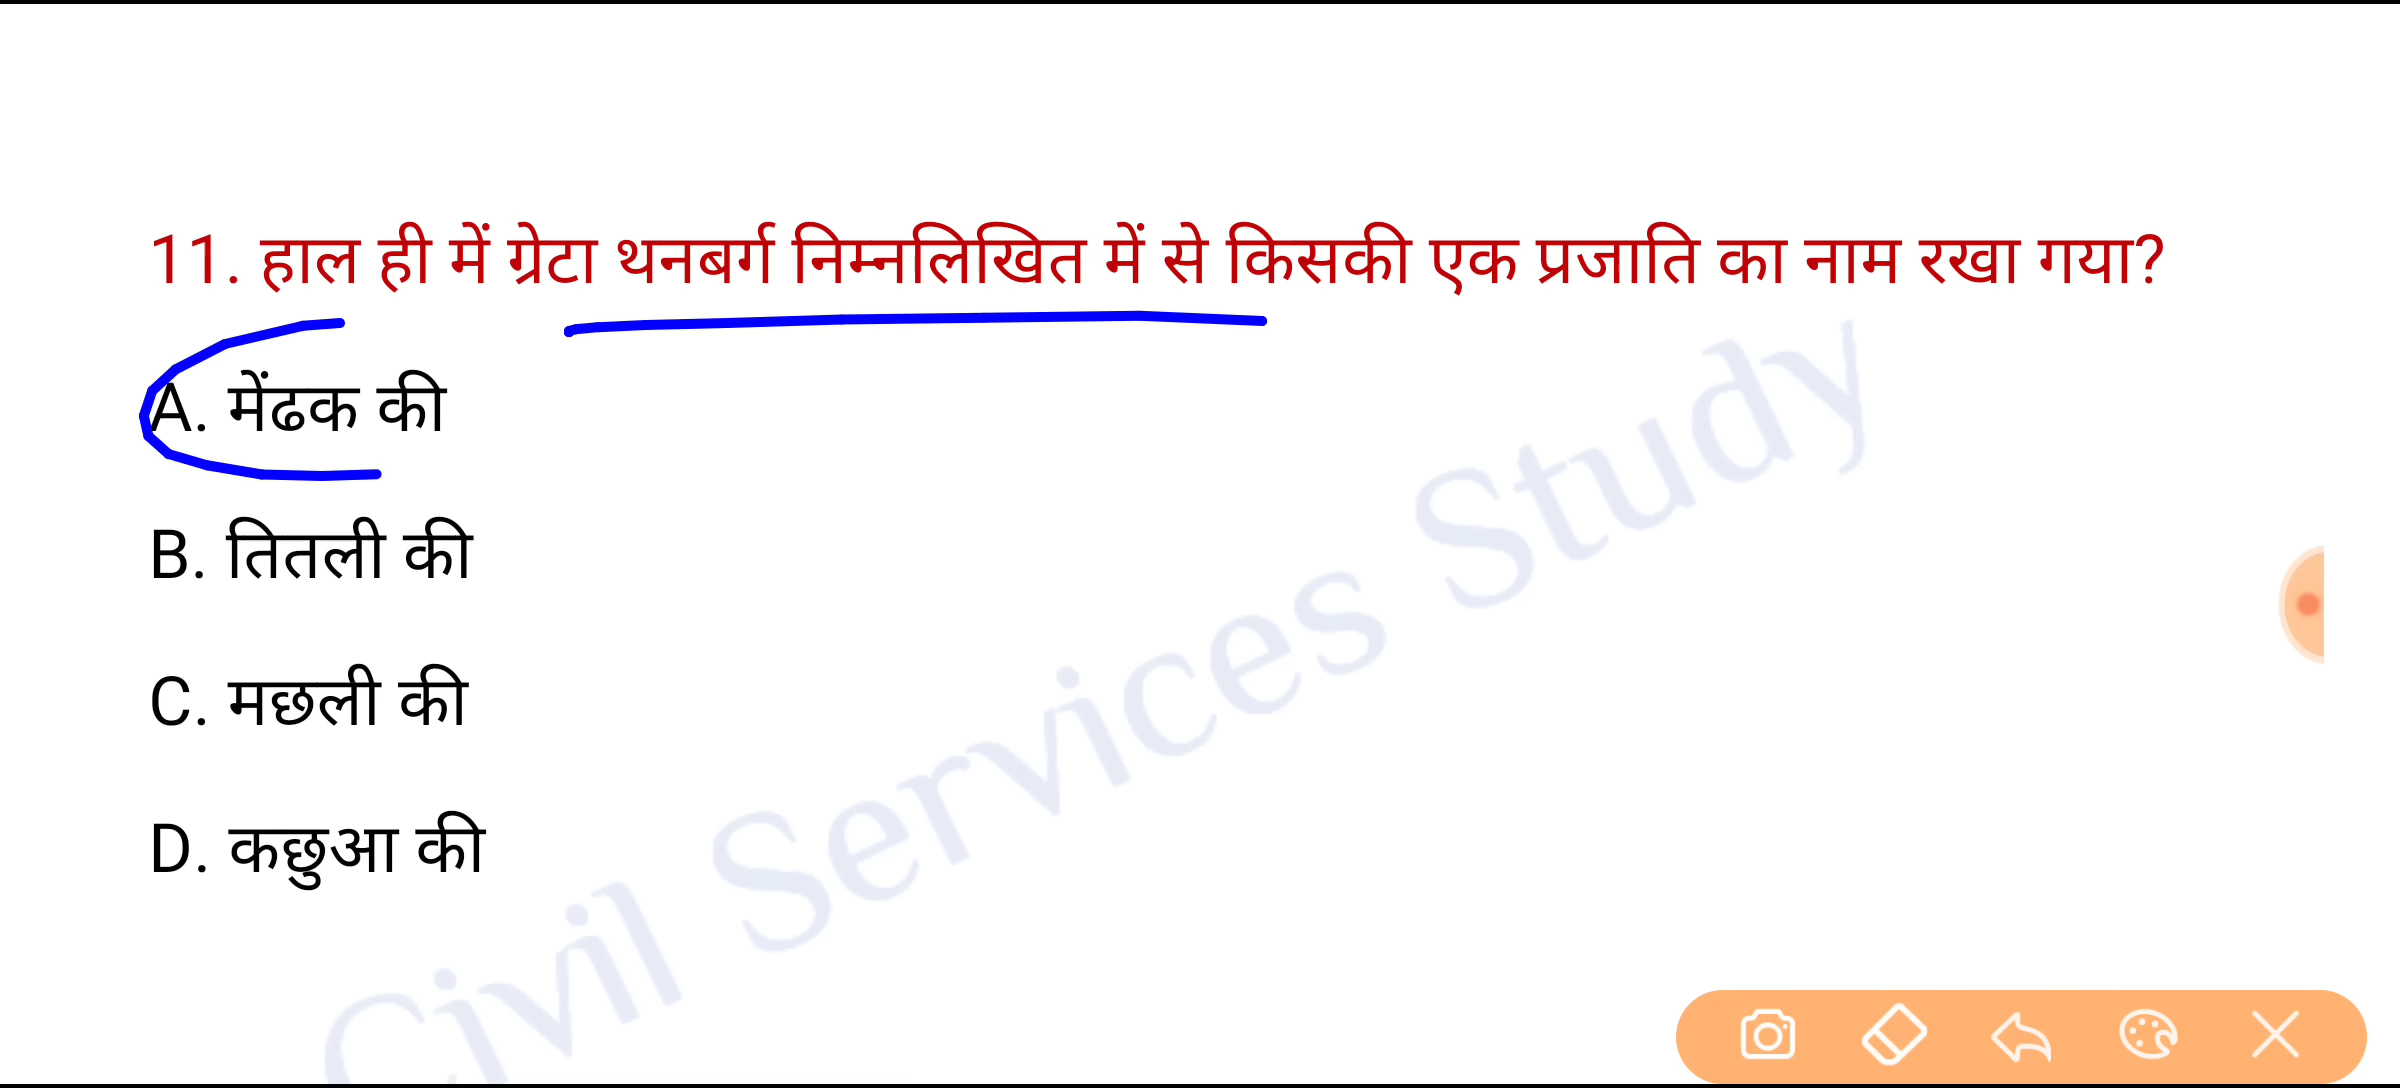 11. हाल ही में ग्रेटा थनबर्ग निम्नलिखित में से किसकी एक प्रजाति का नाम रखा गया?
A. मेंढक की
B. तितली की
C. मछली की
D. कछुआ की
Civil Services Study